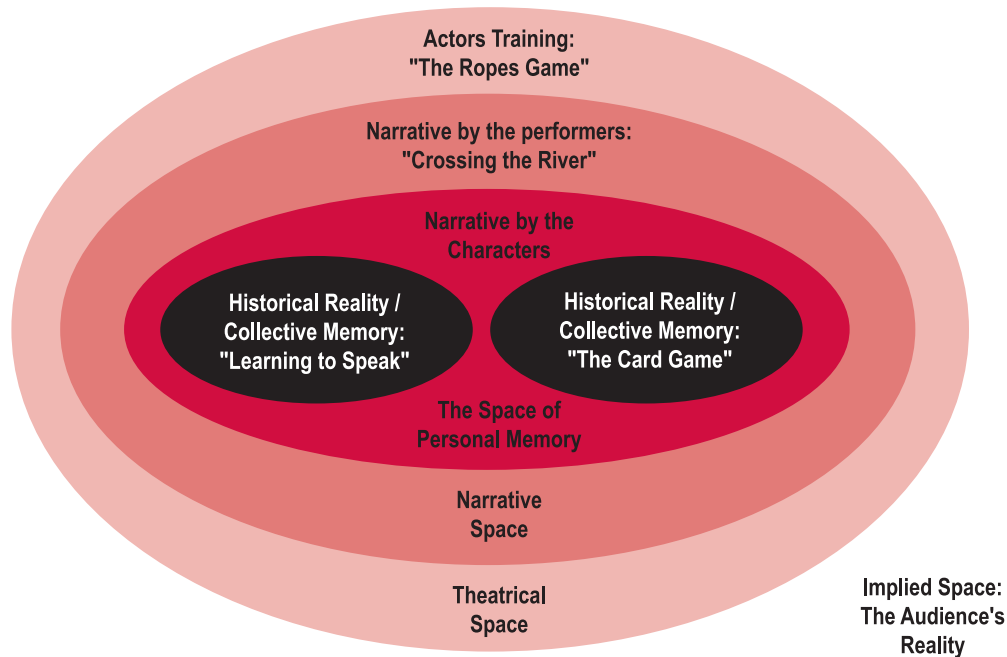 Actors Training:
"The Ropes Game"
Narrative by the performers:
"Crossing the River"
Narrative by the
Characters
Historical Reality /
Collective Memory:
"Learning to Speak"
Historical Reality /
Collective Memory:
"The Card Game"
The Space of
Personal Memory
Narrative
Space
Theatrical
Space
Implied Space:
The Audience's
Reality